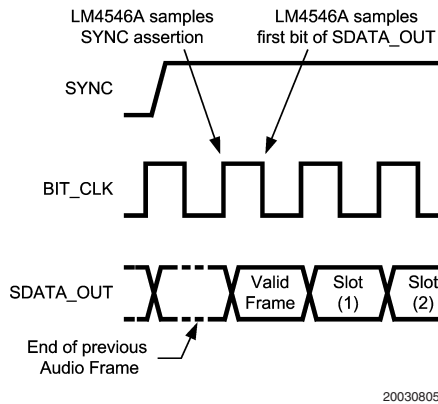 LM4546A samples
SYNC assertion
LM4546A samples
first bit of SDATA_OUT
SYNC
BIT_CLK
SDATA_OUT
Valid
Frame
Slot
(1)
Slot
(2)
End of previous
Audio Frame
20030805